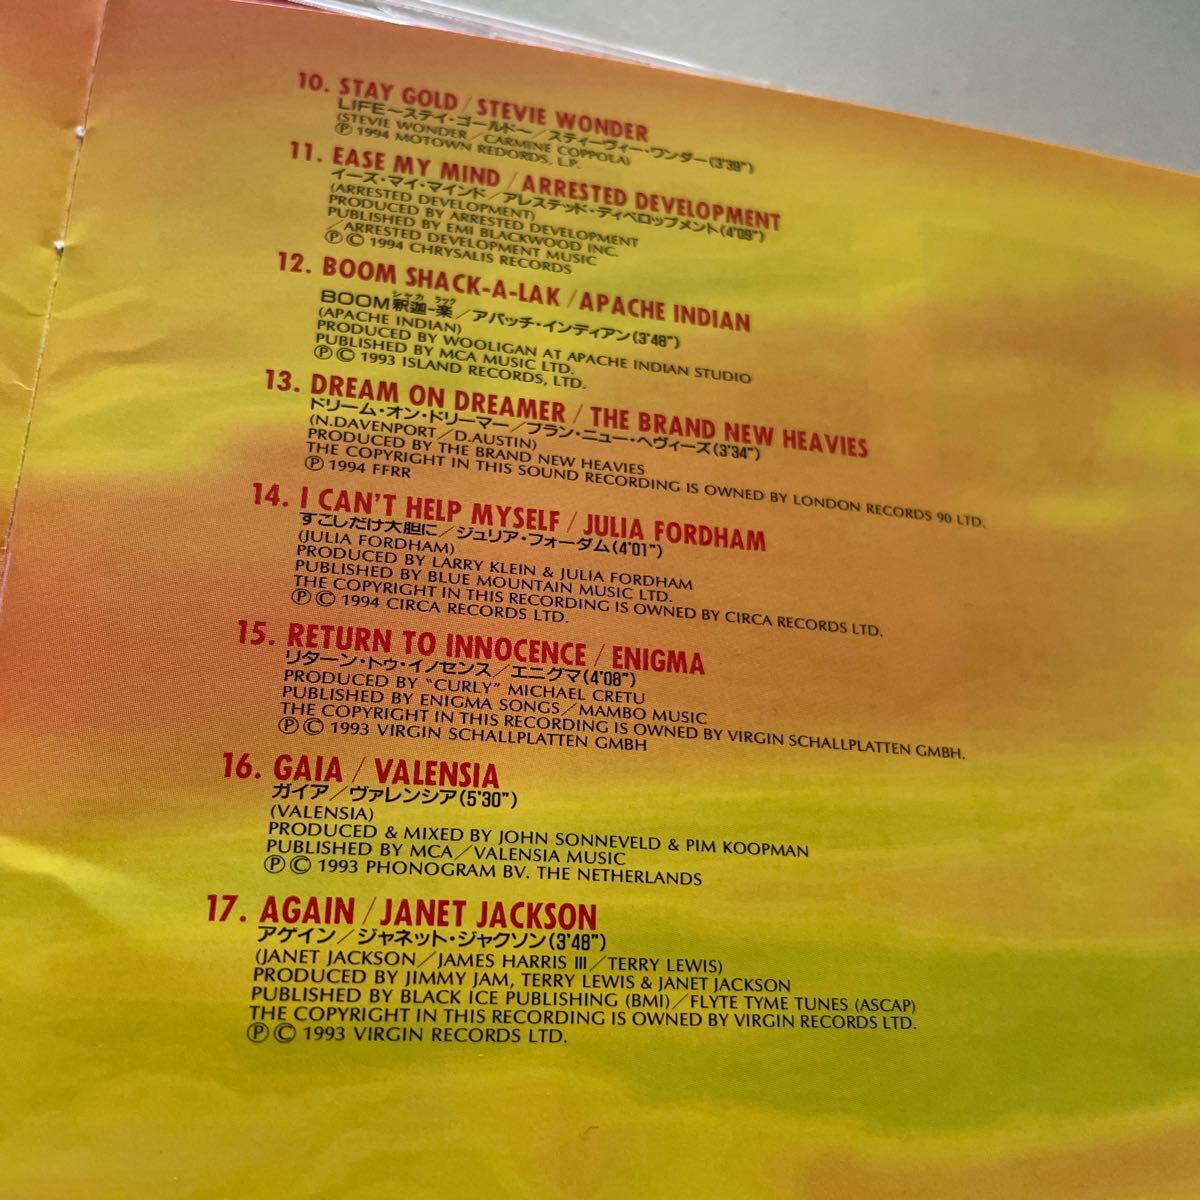 10. STAY GOLD / STEVIE WONDER
LIFE〜ステイ・ゴールド〜／スティーヴィー・ワンダー(3'38")
(STEVIE WONDER／CARMINE COPPOLA)
Ⓟ 1994 MOTOWN REDORDS, L.P.
11. EASE MY MIND / ARRESTED DEVELOPMENT
イーズ・マイ・マインド／アレステッド・ディベロップメント(4'09")
(ARRESTED DEVELOPMENT)
PRODUCED BY ARRESTED DEVELOPMENT
PUBLISHED BY EMI BLACKWOOD INC.
／ARRESTED DEVELOPMENT MUSIC
Ⓟ © 1994 CHRYSALIS RECORDS
12. BOOM SHACK-A-LAK / APACHE INDIAN
シャカ ラック
BOOM釈迦-楽／アパッチ・インディアン(3'48")
(APACHE INDIAN)
PRODUCED BY WOOLIGAN AT APACHE INDIAN STUDIO
PUBLISHED BY MCA MUSIC LTD.
Ⓟ © 1993 ISLAND RECORDS, LTD.
13. DREAM ON DREAMER / THE BRAND NEW HEAVIES
ドリーム・オン・ドリーマー／ブラン・ニュー・ヘヴィーズ(3'34")
(N.DAVENPORT／D.AUSTIN)
PRODUCED BY THE BRAND NEW HEAVIES
THE COPYRIGHT IN THIS SOUND RECORDING IS OWNED BY LONDON RECORDS 90 LTD.
Ⓟ 1994 FFRR
14. I CAN'T HELP MYSELF / JULIA FORDHAM
すこしだけ大胆に／ジュリア・フォーダム(4'01")
(JULIA FORDHAM)
PRODUCED BY LARRY KLEIN & JULIA FORDHAM
PUBLISHED BY BLUE MOUNTAIN MUSIC LTD.
THE COPYRIGHT IN THIS RECORDING IS OWNED BY CIRCA RECORDS LTD.
Ⓟ © 1994 CIRCA RECORDS LTD.
15. RETURN TO INNOCENCE / ENIGMA
リターン・トゥ・イノセンス／エニグマ(4'08")
PRODUCED BY "CURLY" MICHAEL CRETU
PUBLISHED BY ENIGMA SONGS／MAMBO MUSIC
THE COPYRIGHT IN THIS RECORDING IS OWNED BY VIRGIN SCHALLPLATTEN GMBH.
Ⓟ © 1993 VIRGIN SCHALLPLATTEN GMBH
16. GAIA / VALENSIA
ガイア／ヴァレンシア(5'30")
(VALENSIA)
PRODUCED & MIXED BY JOHN SONNEVELD & PIM KOOPMAN
PUBLISHED BY MCA／VALENSIA MUSIC
Ⓟ © 1993 PHONOGRAM BV. THE NETHERLANDS
17. AGAIN / JANET JACKSON
アゲイン／ジャネット・ジャクソン(3'48")
(JANET JACKSON／JAMES HARRIS III／TERRY LEWIS)
PRODUCED BY JIMMY JAM, TERRY LEWIS & JANET JACKSON
PUBLISHED BY BLACK ICE PUBLISHING (BMI)／FLYTE TYME TUNES (ASCAP)
THE COPYRIGHT IN THIS RECORDING IS OWNED BY VIRGIN RECORDS LTD.
Ⓟ © 1993 VIRGIN RECORDS LTD.